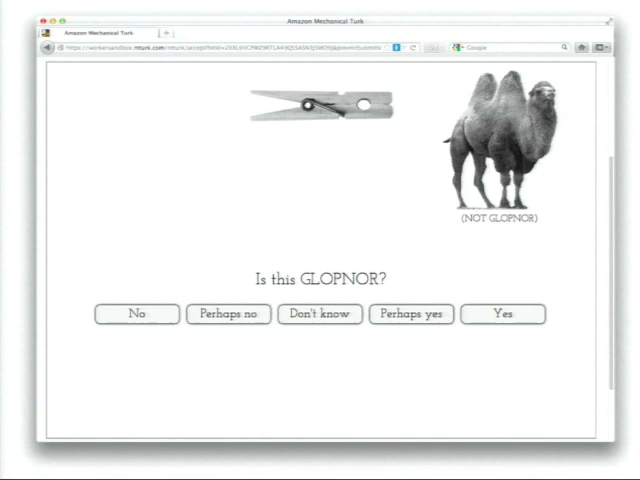 Amazon Mechanical Turk
Amazon Mechanical Turk
Google
(NOT GLOPNOR)
Is this GLOPNOR?
No
Perhaps no
Don't know
Perhaps yes
Yes